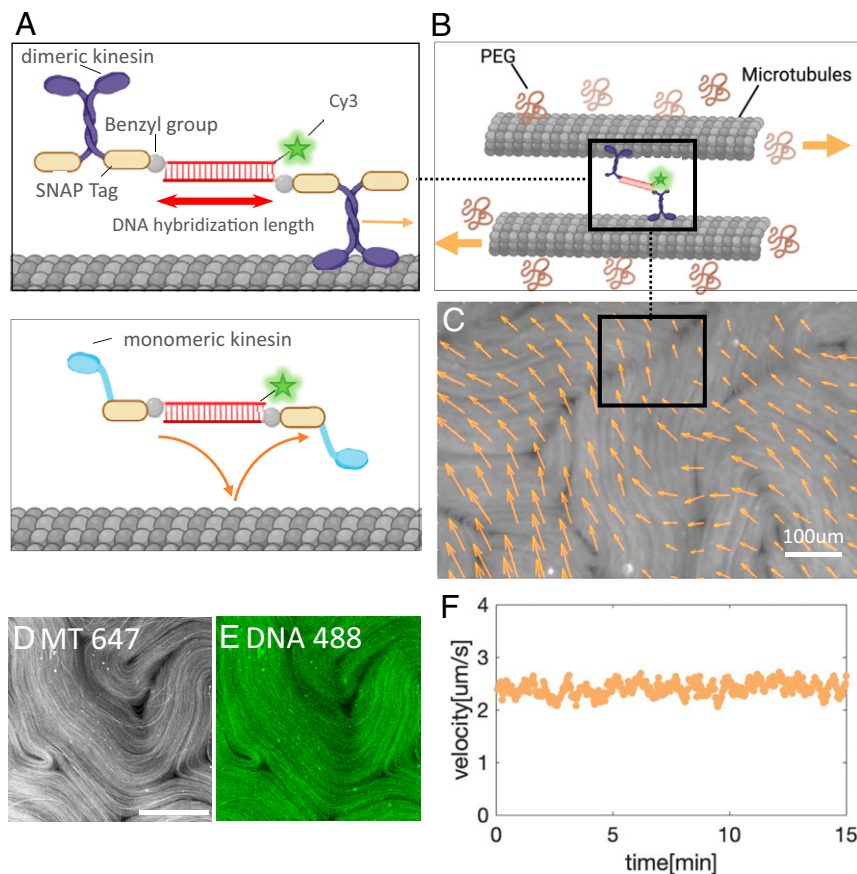 A
dimeric kinesin
Benzyl group
Cy3
SNAP Tag
DNA hybridization length
monomeric kinesin
B
PEG
Microtubules
C
100um
D MT 647
E DNA 488
F
4
3
2
1
0
velocity[um/s]
0
5
10
15
time[min]